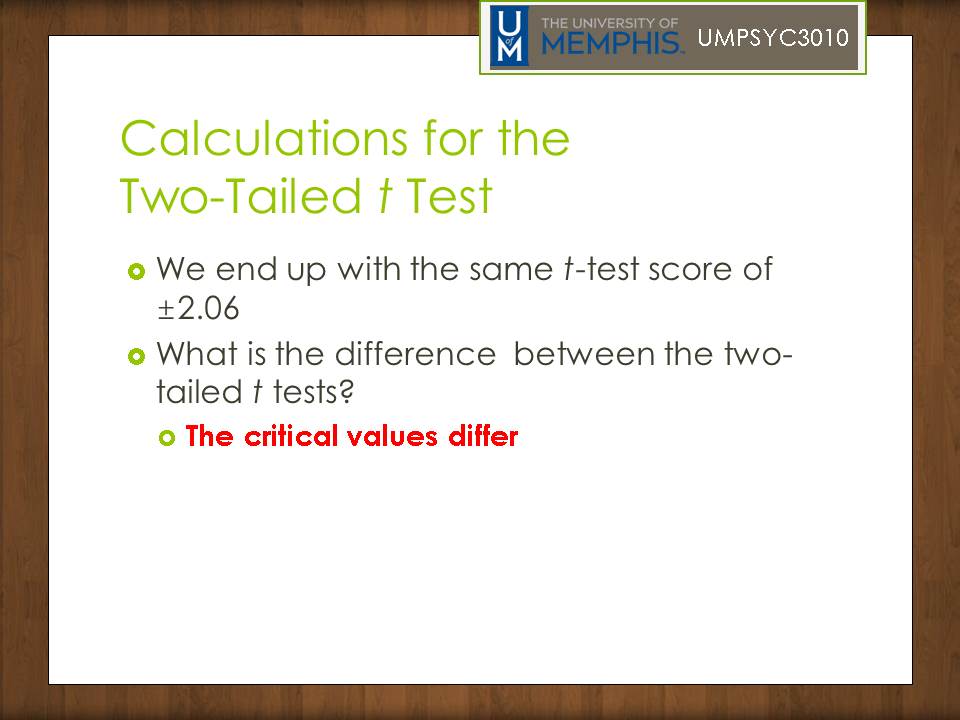 THE UNIVERSITY OF
MEMPHIS™
U
of
M
UMPSYC3010
Calculations for the
Two-Tailed t Test
We end up with the same t-test score of
±2.06
What is the difference  between the two-
tailed t tests?
The critical values differ